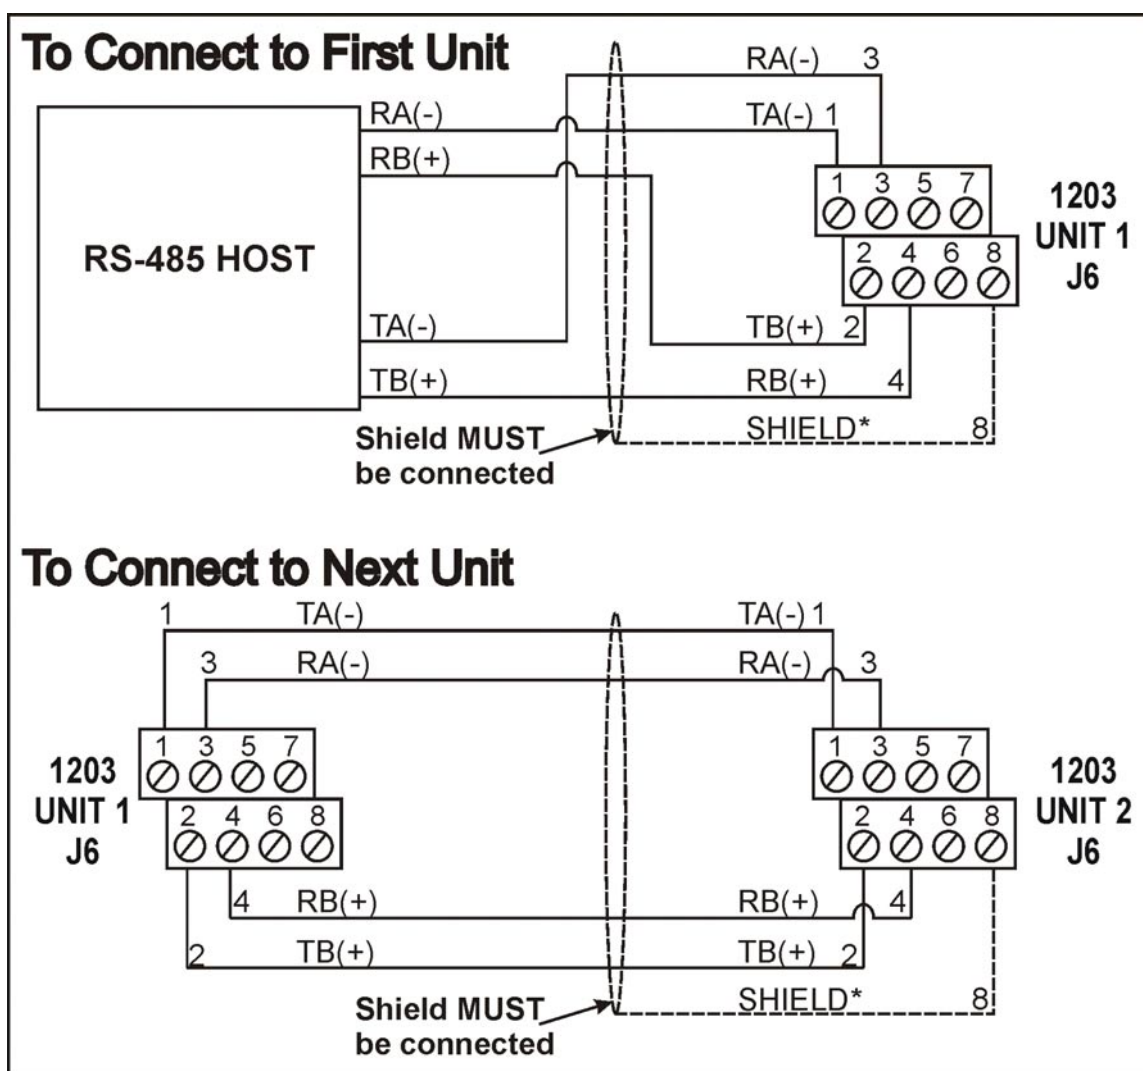 To Connect to First Unit
RA(-) 3
RA(-)
TA(-) 1
RB(+)
1 3 5 7
1203
UNIT 1
J6
RS-485 HOST
2 4 6 8
TA(-)
TB(+) 2
TB(+)
RB(+) 4
Shield MUST
be connected
SHIELD* 8
To Connect to Next Unit
1 TA(-)
TA(-) 1
3 RA(-)
RA(-) 3
1 3 5 7
1 3 5 7
1203
UNIT 1
J6
2 4 6 8
2 4 6 8
1203
UNIT 2
J6
4 RB(+)
RB(+) 4
2 TB(+)
TB(+) 2
Shield MUST
be connected
SHIELD* 8